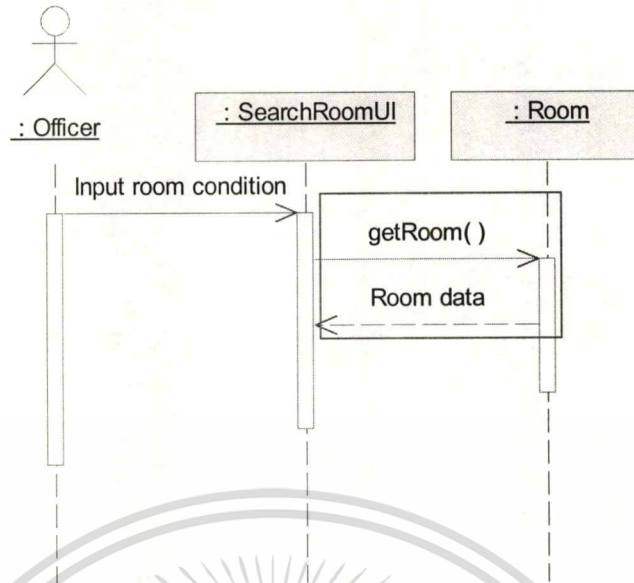 : Officer
: SearchRoomUI
: Room
Input room condition
getRoom( )
Room data